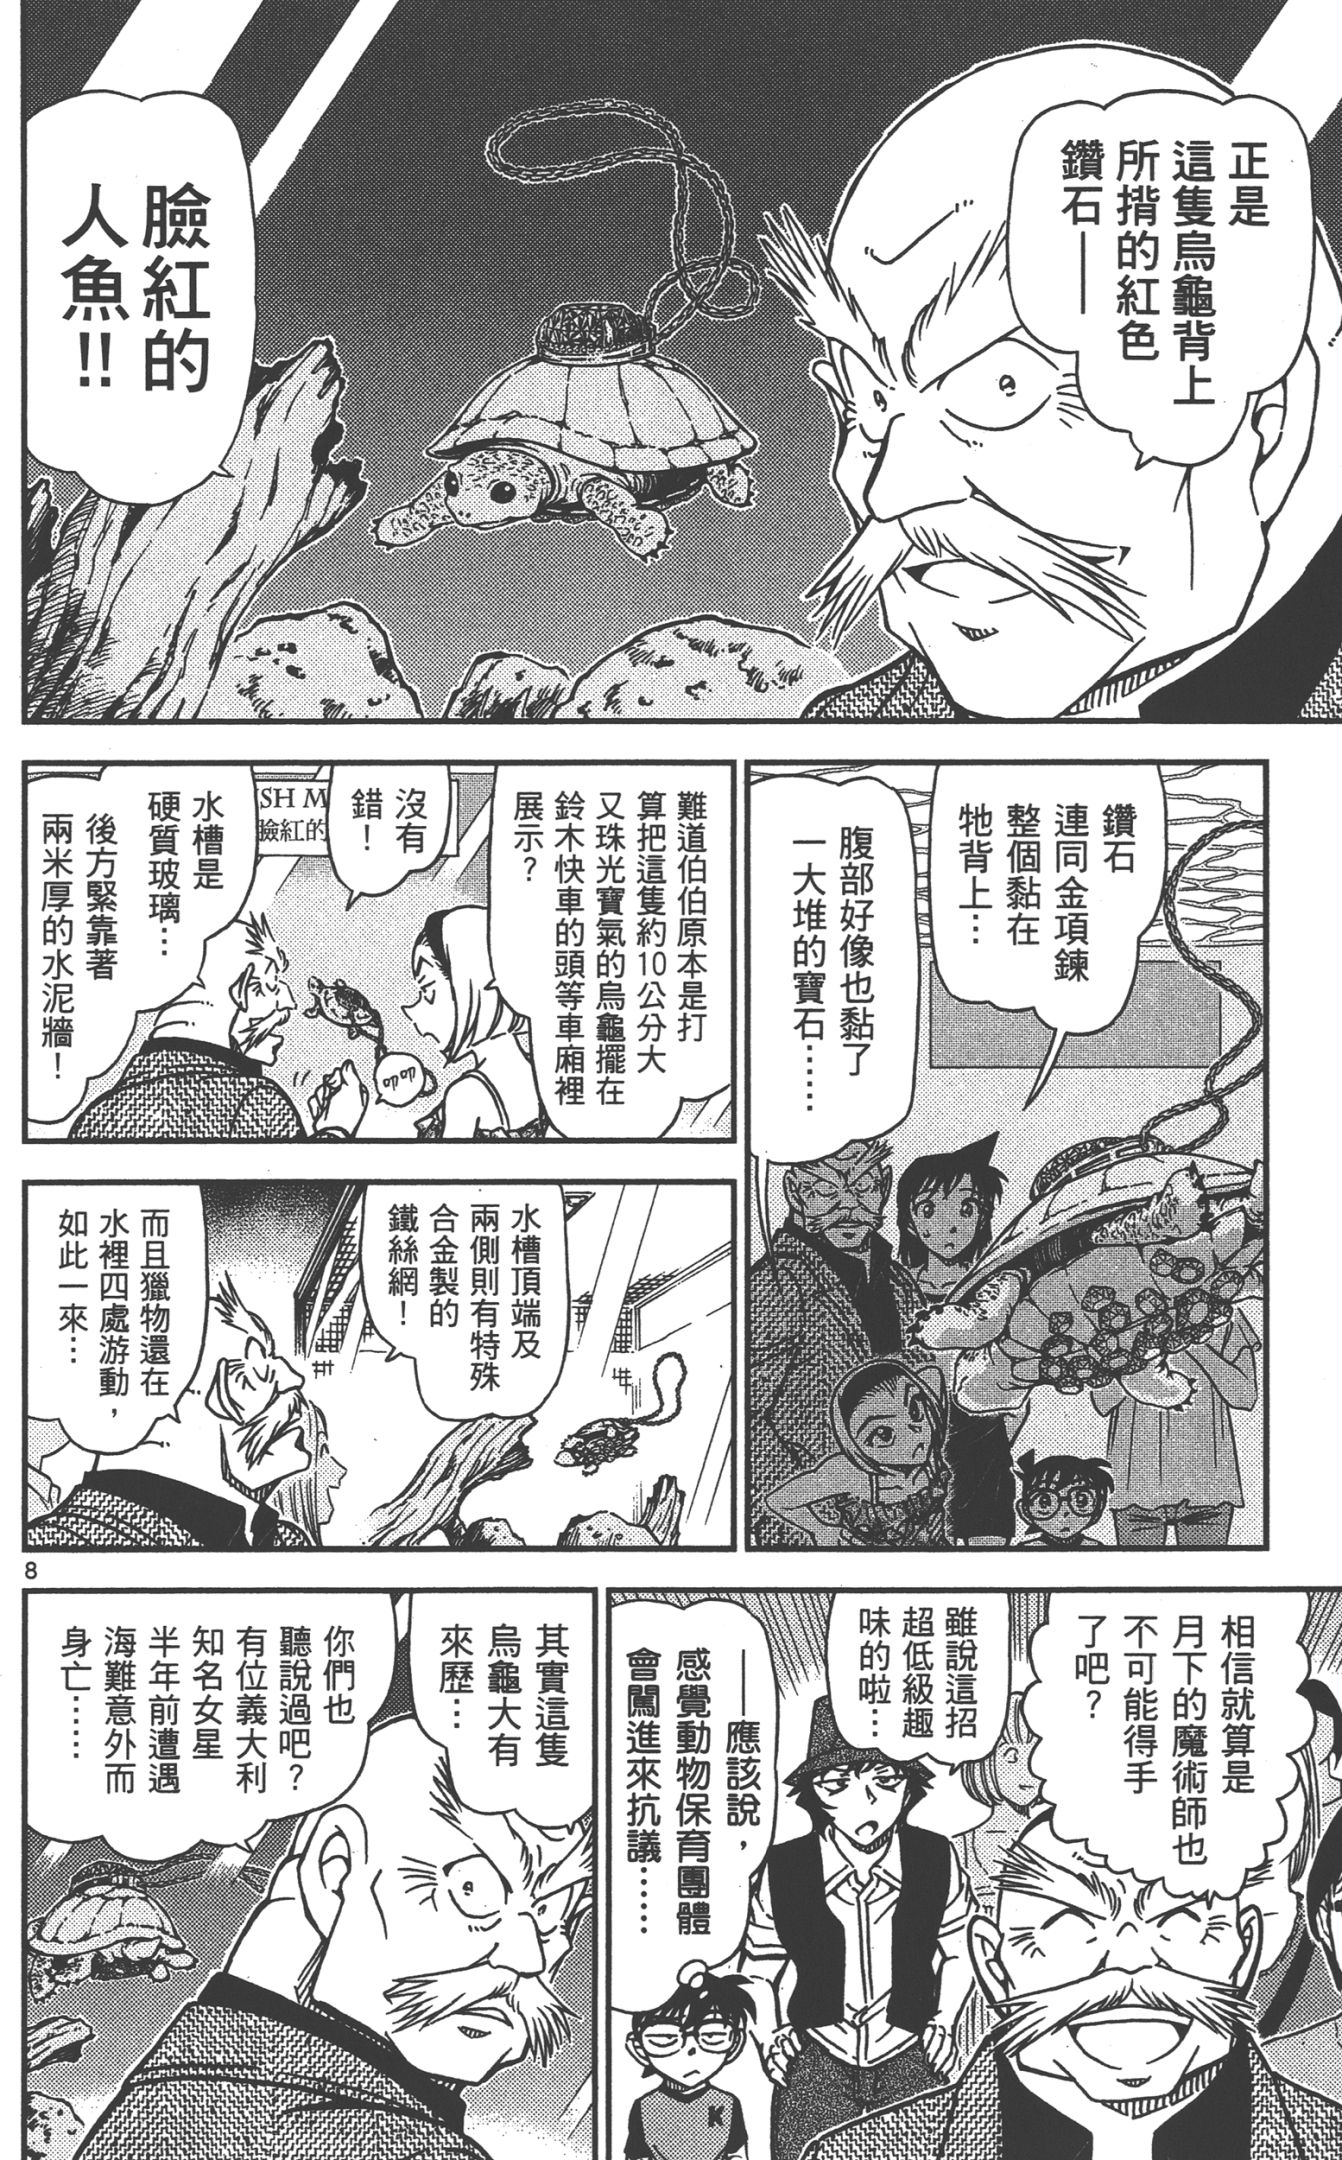 正是
這隻烏龜背上
所揹的紅色
鑽石——
臉紅的
人魚!!
鑽石
連同金項鍊
整個黏在
牠背上…
腹部好像也黏了
一大堆的寶石……
難道伯伯原本是打
算把這隻約10公分大
又珠光寶氣的烏龜擺在
鈴木快車的頭等車廂裡
展示?
沒有
錯!
SH M
臉紅的
水槽是
硬質玻璃…
後方緊靠著
兩米厚的水泥牆!
水槽頂端及
兩側則有特殊
合金製的
鐵絲網!
而且獵物還在
水裡四處游動,
如此一來…
8
相信就算是
月下的魔術師也
不可能得手
了吧?
雖說這招
超低級趣
味的啦…
——應該說,
感覺動物保育團體
會闖進來抗議……
K
其實這隻
烏龜大有
來歷…
你們也
聽說過吧?
有位義大利
知名女星
半年前遭遇
海難意外而
身亡……